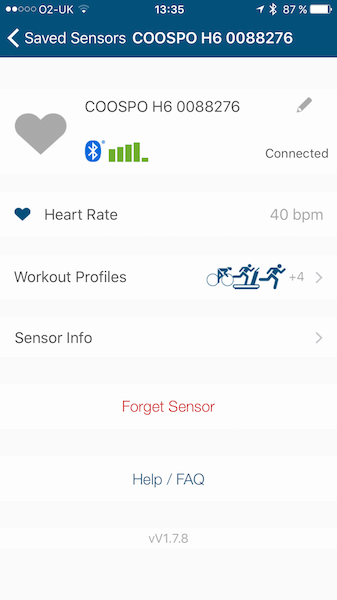 O2-UK 13:35 87 %
Saved Sensors COOSPO H6 0088276
COOSPO H6 0088276
Connected
Heart Rate 40 bpm
Workout Profiles +4
Sensor Info
Forget Sensor
Help / FAQ
vV1.7.8